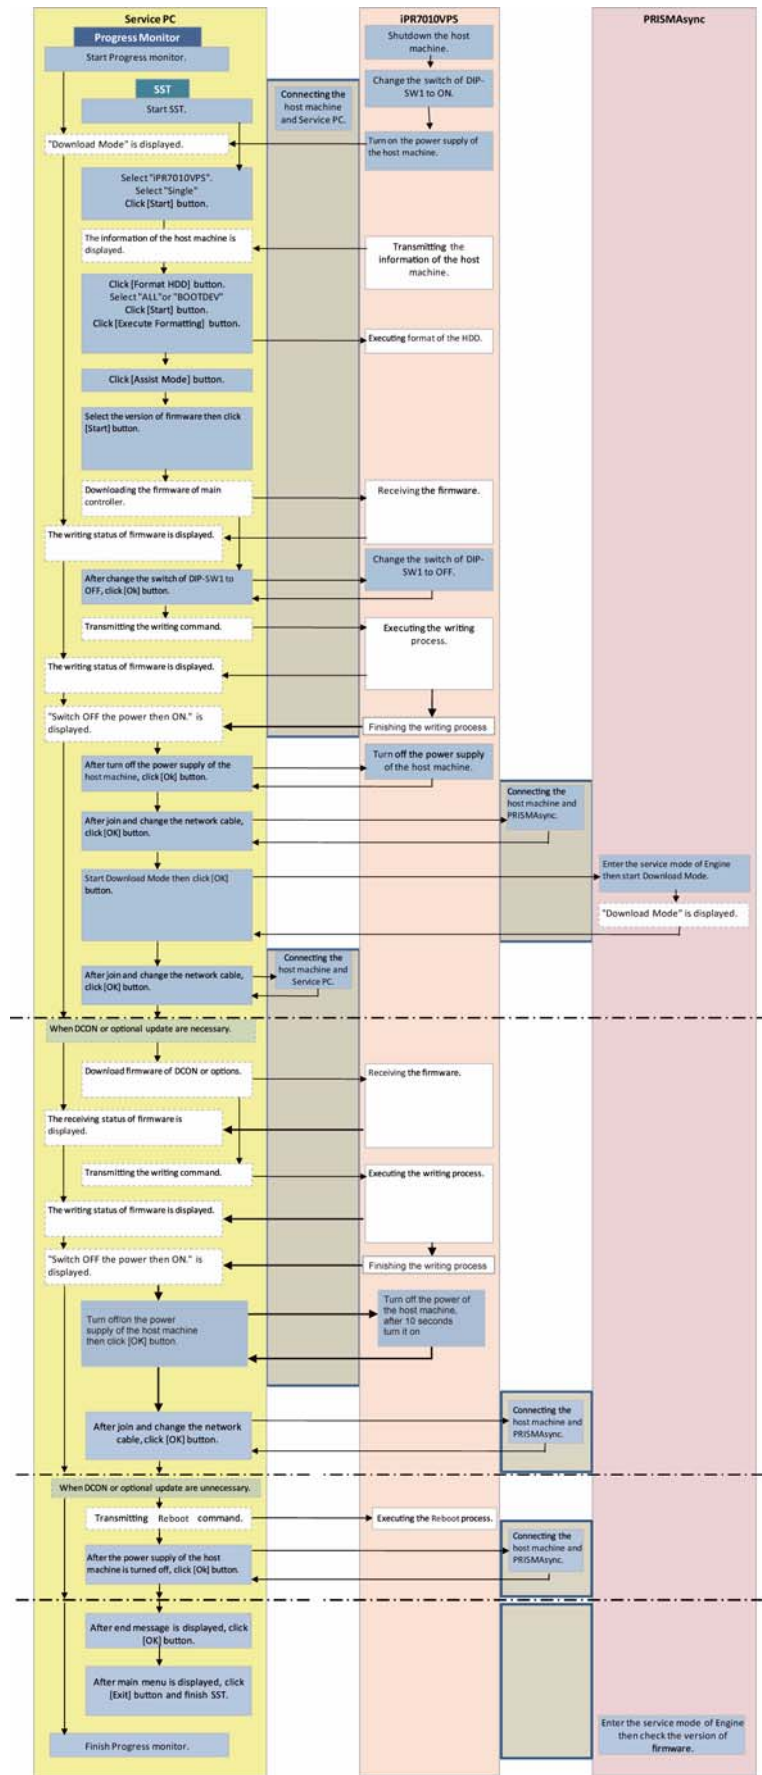 Service PC
iPR7010VPS
PRISMAsync
Progress Monitor
Start Progress monitor.
Shutdown the host
machine.
SST
Start SST.
Connecting the
host machine
and Service PC.
Change the switch of DIP-
SW1 to ON.
"Download Mode" is displayed.
Turn on the power supply of
the host machine.
Select "iPR7010VPS".
Select "Single"
Click [Start] button.
The information of the host machine is
displayed.
Transmitting the
information of the host
machine.
Click [Format HDD] button.
Select "ALL"or "BOOTDEV"
Click [Start] button.
Click [Execute Formatting] button.
Executing format of the HDD.
Click [Assist Mode] button.
Select the version of firmware then click
[Start] button.
Downloading the firmware of main
controller.
Receiving the firmware.
The writing status of firmware is displayed.
Change the switch of DIP-
SW1 to OFF.
After change the switch of DIP-SW1 to
OFF, click [Ok] button.
Transmitting the writing command.
Executing the writing
process.
The writing status of firmware is displayed.
"Switch OFF the power then ON." is
displayed.
Finishing the writing process
After turn off the power supply of the
host machine, click [Ok] button.
Turn off the power supply
of the host machine.
After join and change the network cable,
click [OK] button.
Connecting the
host machine and
PRISMAsync.
Start Download Mode then click [OK]
button.
Enter the service mode of Engine
then start Download Mode.
"Download Mode" is displayed.
After join and change the network cable,
click [OK] button.
Connecting the
host machine and
Service PC.
When DCON or optional update are necessary.
Download firmware of DCON or options.
Receiving the firmware.
The receiving status of firmware is
displayed.
Transmitting the writing command.
Executing the writing process.
The writing status of firmware is displayed.
"Switch OFF the power then ON." is
displayed.
Finishing the writing process
Turn off/on the power
supply of the host machine
then click [OK] button.
Turn off the power of
the host machine,
after 10 seconds
turn it on
After join and change the network
cable, click [OK] button.
Connecting the
host machine and
PRISMAsync.
When DCON or optional update are unnecessary.
Transmitting Reboot command.
Executing the Reboot process.
After the power supply of the host
machine is turned off, click [Ok] button.
Connecting the
host machine and
PRISMAsync.
After end message is displayed, click
[OK] button.
After main menu is displayed, click
[Exit] button and finish SST.
Finish Progress monitor.
Enter the service mode of Engine
then check the version of
firmware.